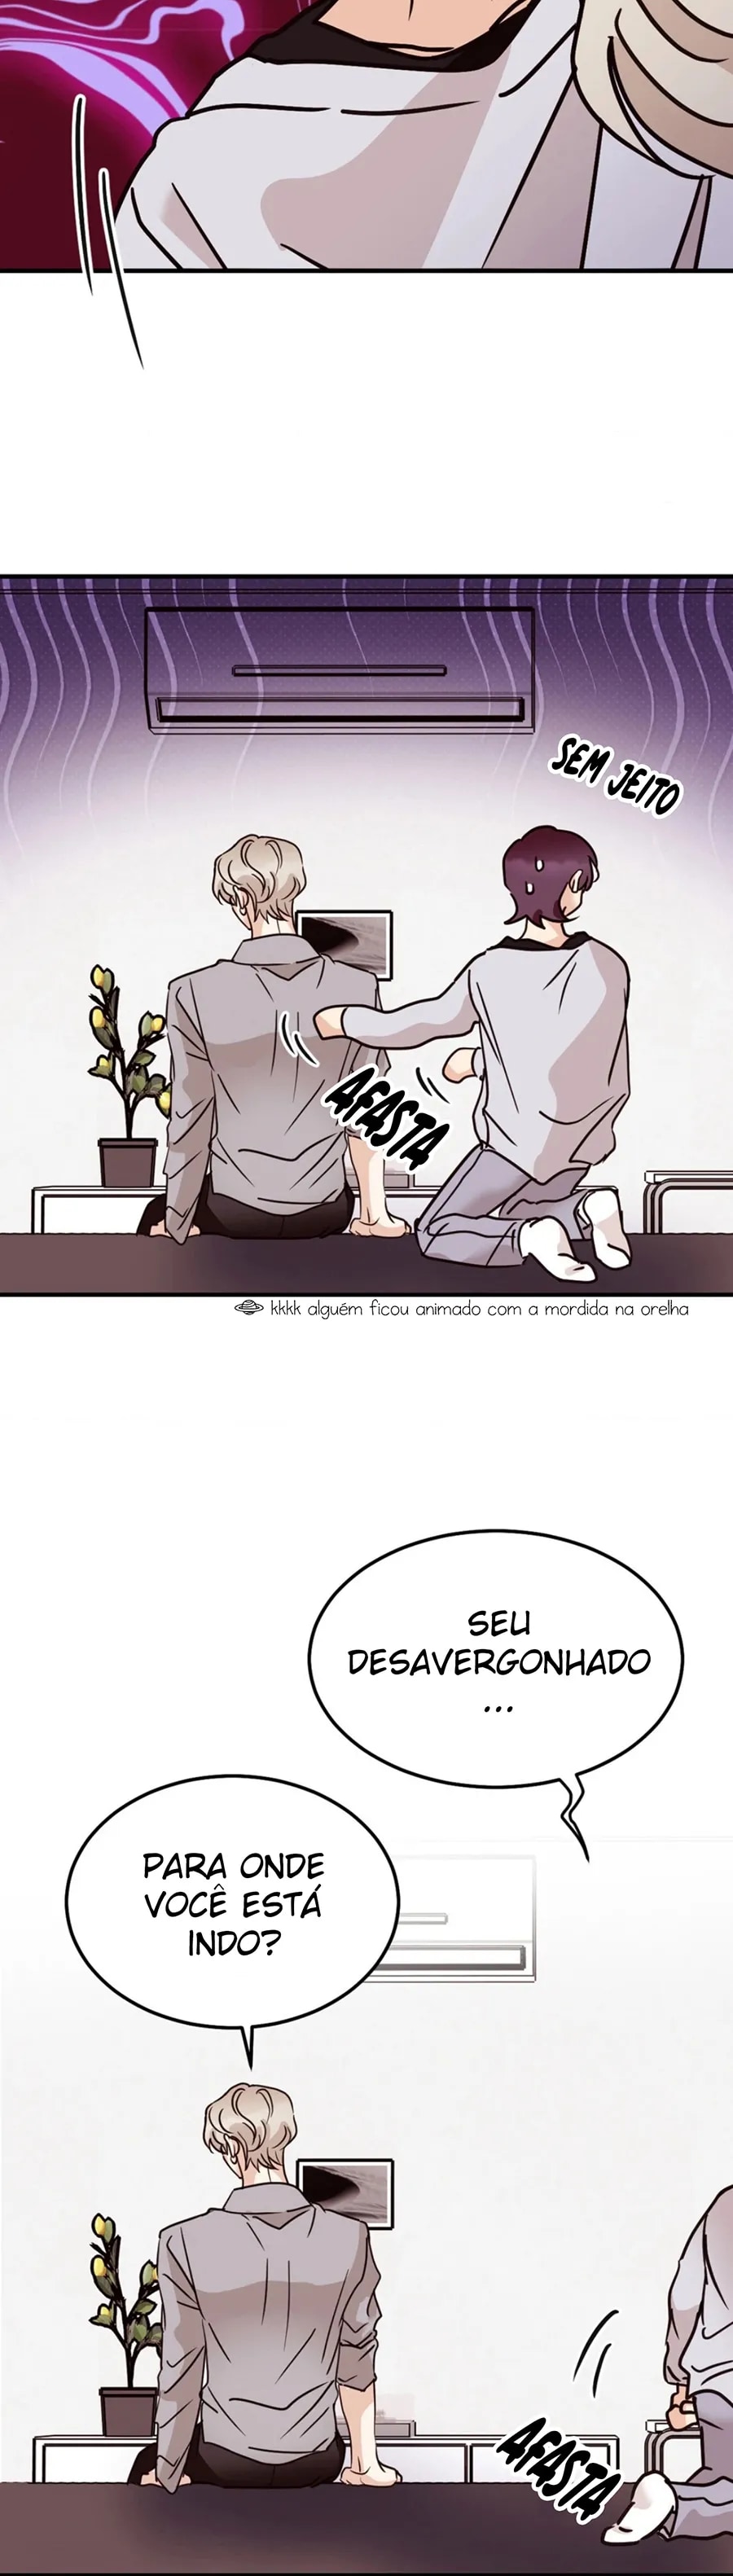 SEM JEITO
AFASTA
kkkk alguém ficou animado com a mordida na orelha
SEU
DESAVERGONHADO
...
PARA ONDE
VOCÊ ESTÁ
INDO?
AFASTA